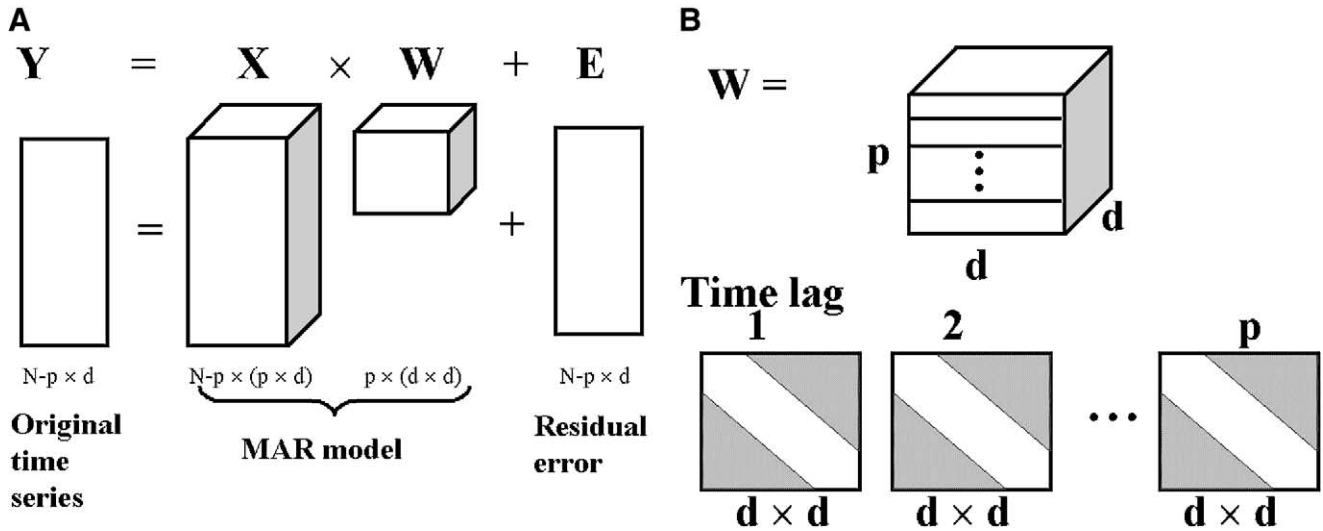 A
Y = X × W + E
= +
N-p × d
N-p × (p × d)
p × (d × d)
N-p × d
Original
time
series
MAR model
Residual
error
B
W =
p
d
d
Time lag
1 2 p
...
d × d d × d d × d